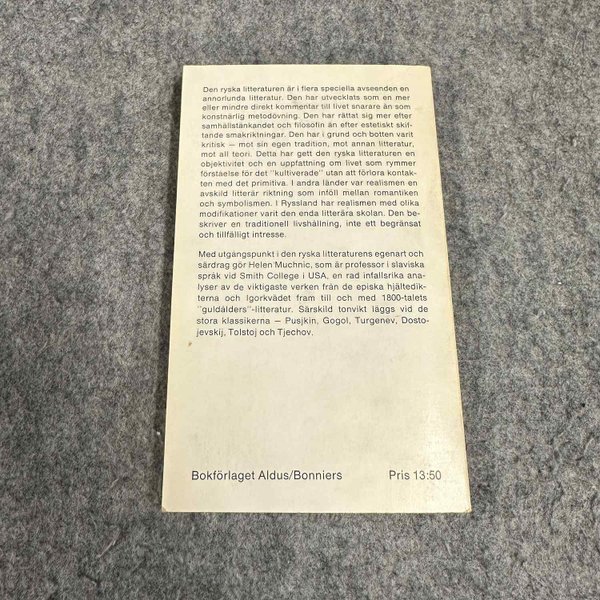 Den ryska litteraturen är i flera speciella avseenden en
annorlunda litteratur. Den har utvecklats som en mer
eller mindre direkt kommentar till livet snarare än som
konstnärlig metodövning. Den har rättat sig mer efter
samhällstänkandet och filosofin än efter estetiskt skif-
tande smakriktningar. Den har i grund och botten varit
kritisk – mot sin egen tradition, mot annan litteratur,
mot all teori. Detta har gett den ryska litteraturen en
objektivitet och en uppfattning om livet som rymmer
förståelse för det "kultiverade" utan att förlora kontak-
ten med det primitiva. I andra länder var realismen en
avskild litterär riktning som inföll mellan romantiken
och symbolismen. I Ryssland har realismen med olika
modifikationer varit den enda litterära skolan. Den be-
skriver en traditionell livshållning, inte ett begränsat
och tillfälligt intresse.
Med utgångspunkt i den ryska litteraturens egenart och
särdrag gör Helen Muchnic, som är professor i slaviska
språk vid Smith College i USA, en rad infallsrika ana-
lyser av de viktigaste verken från de episka hjältedik-
terna och Igorkvädet fram till och med 1800-talets
"guldålders"-litteratur. Särskild tonvikt läggs vid de
stora klassikerna – Pusjkin, Gogol, Turgenev, Dosto-
jevskij, Tolstoj och Tjechov.
Bokförlaget Aldus/Bonniers Pris 13:50